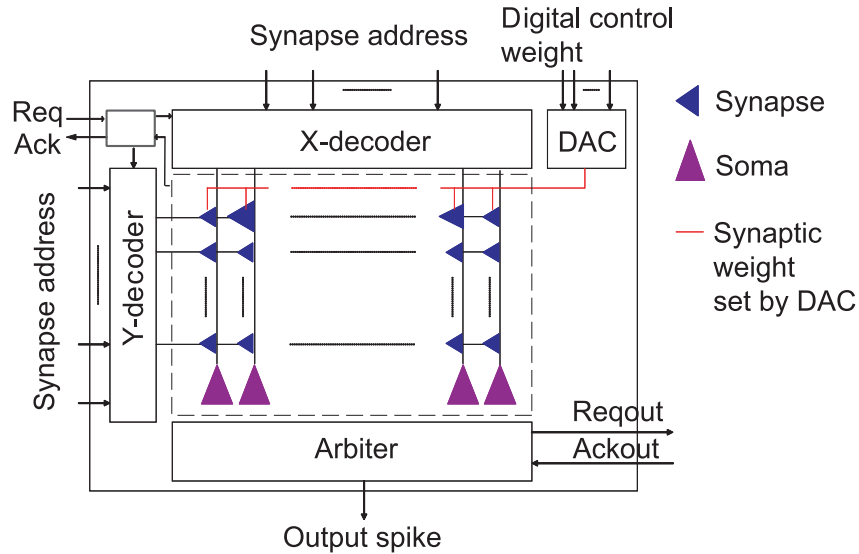 Synapse address
Digital control
weight
Req
Ack
X-decoder
DAC
Synapse
Soma
Synaptic
weight
set by DAC
Synapse address
Y-decoder
Arbiter
Reqout
Ackout
Output spike